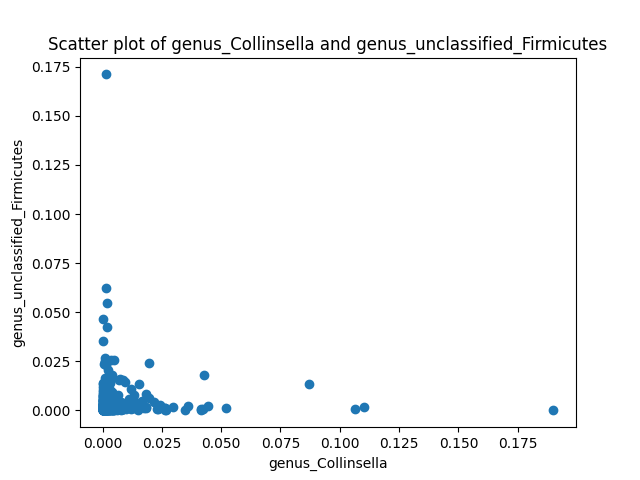 Scatter plot of genus_Collinsella and genus_unclassified_Firmicutes
genus_unclassified_Firmicutes
0.175
0.150
0.125
0.100
0.075
0.050
0.025
0.000
0.000 0.025 0.050 0.075 0.100 0.125 0.150 0.175
genus_Collinsella